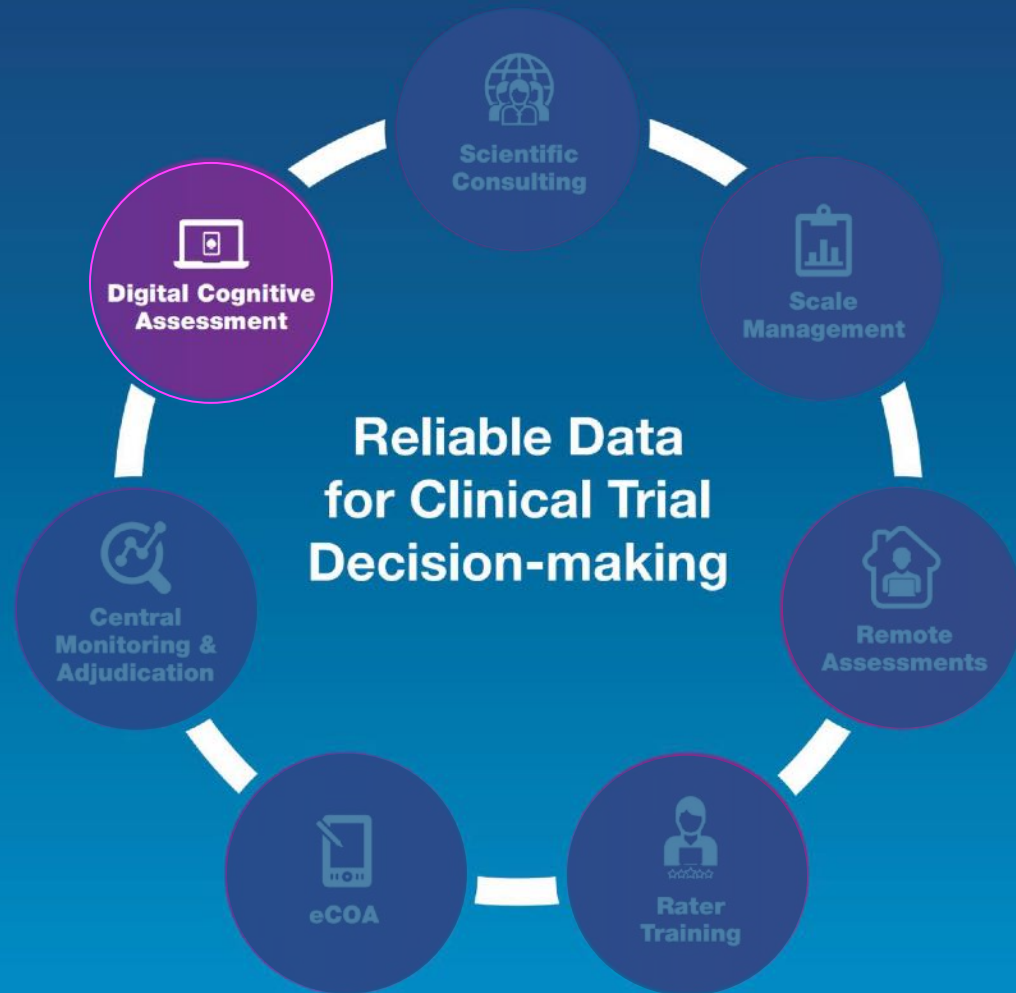 Scientific
Consulting
Digital Cognitive
Assessment
Scale
Management
Reliable Data
for Clinical Trial
Decision-making
Central
Monitoring &
Adjudication
Remote
Assessments
eCOA
Rater
Training